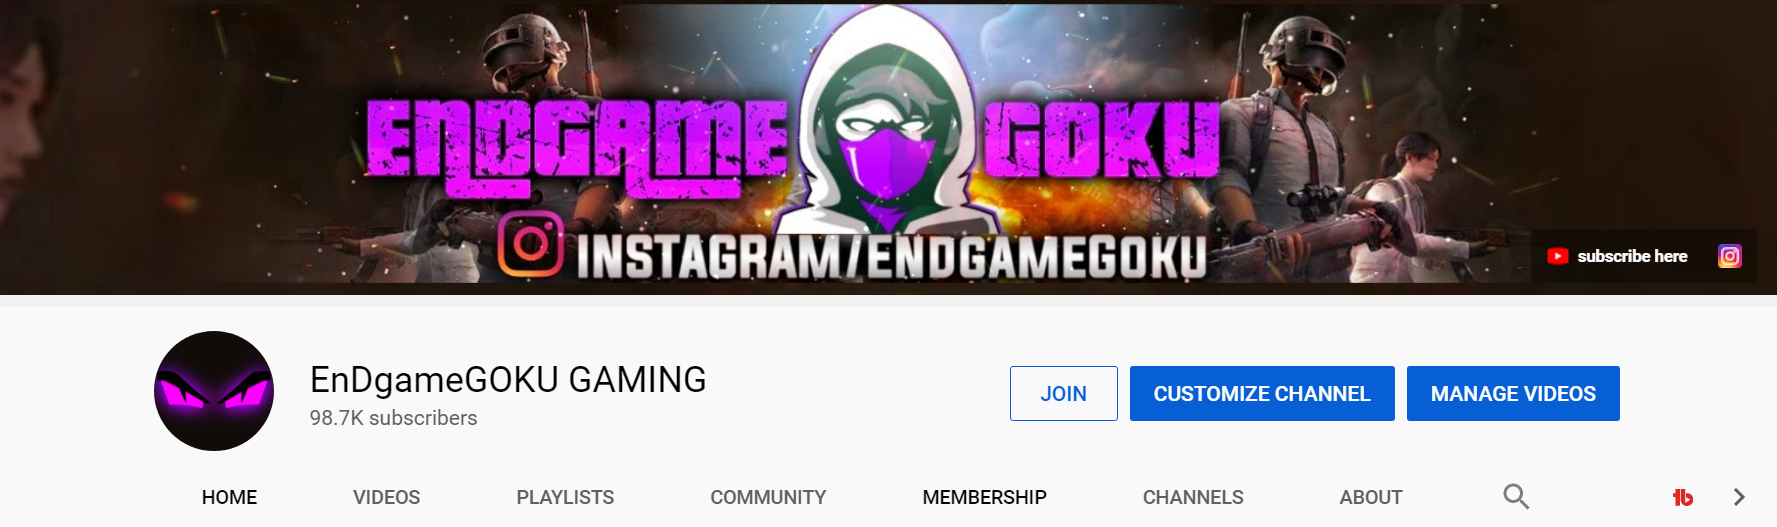 ENDGAME GOKU
INSTAGRAM/ENDGAMEGOKU
subscribe here
EnDgameGOKU GAMING
98.7K subscribers
JOIN
CUSTOMIZE CHANNEL
MANAGE VIDEOS
HOME VIDEOS PLAYLISTS COMMUNITY MEMBERSHIP CHANNELS ABOUT
tb